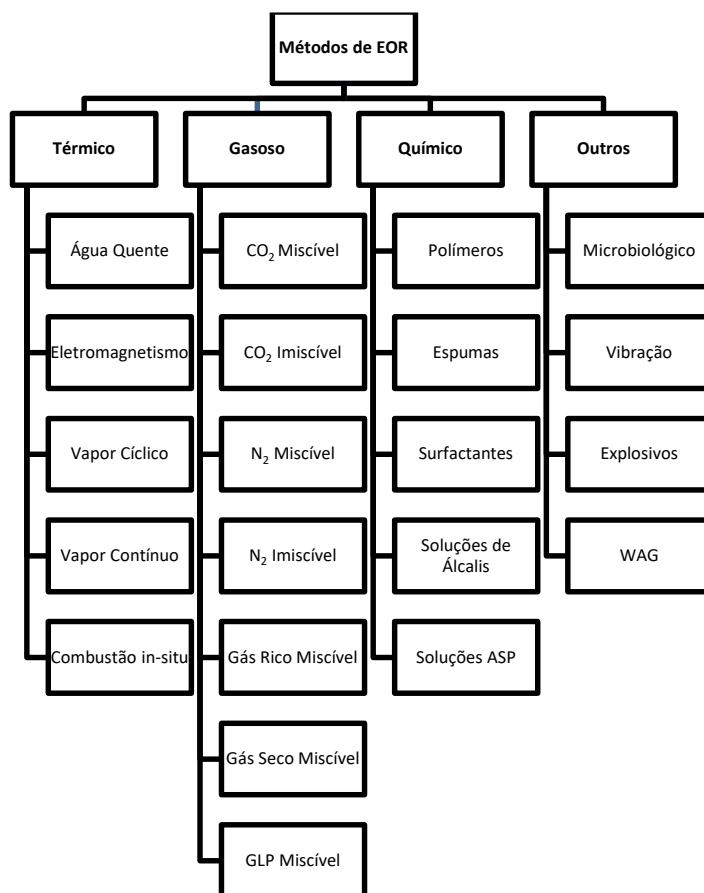 Métodos de EOR
Térmico
Água Quente
Eletromagnetismo
Vapor Cíclico
Vapor Contínuo
Combustão in-situ
Gasoso
CO₂ Miscível
CO₂ Imiscível
N₂ Miscível
N₂ Imiscível
Gás Rico Miscível
Gás Seco Miscível
GLP Miscível
Químico
Polímeros
Espumas
Surfactantes
Soluções de
Álcalis
Soluções ASP
Outros
Microbiológico
Vibração
Explosivos
WAG